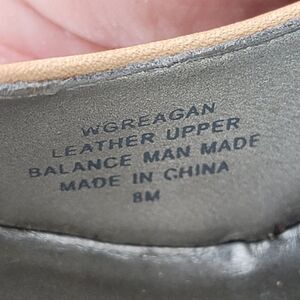 WGREAGAN
LEATHER UPPER
BALANCE MAN MADE
MADE IN CHINA
8M